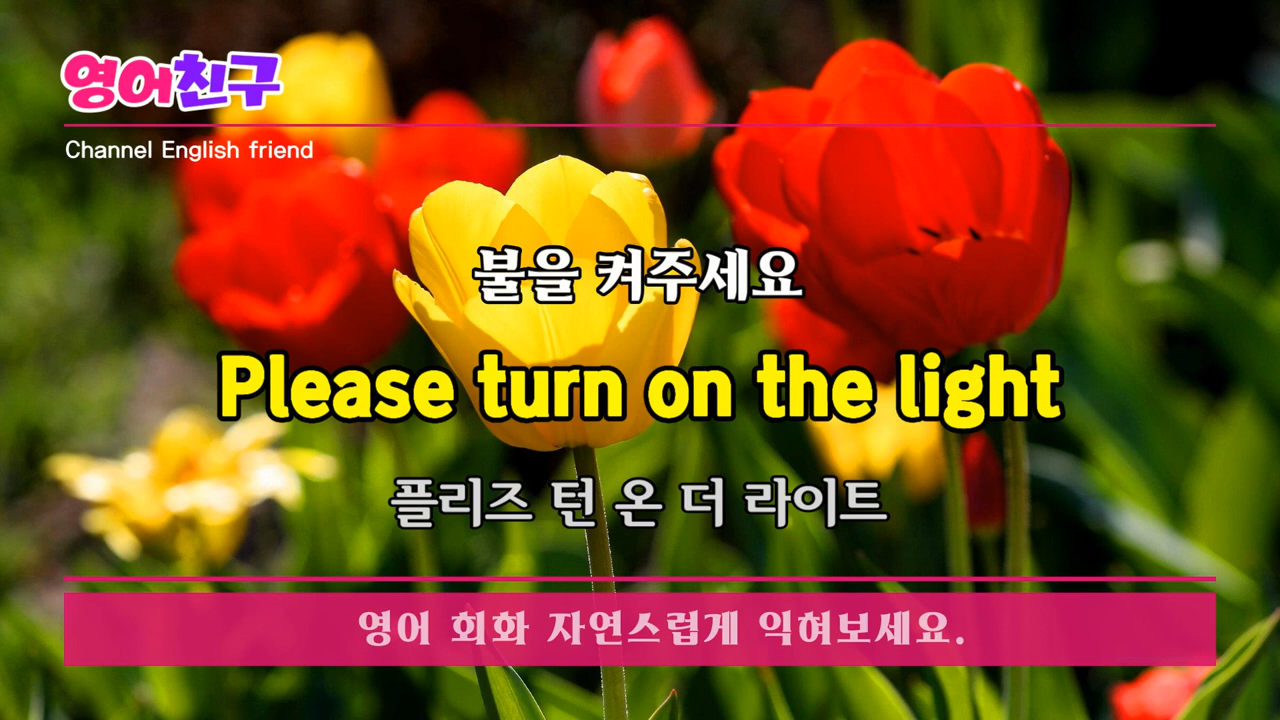 영어친구
Channel English friend
불을 켜주세요
Please turn on the light
플리즈 턴 온 더 라이트
영어 회화 자연스럽게 익혀보세요.